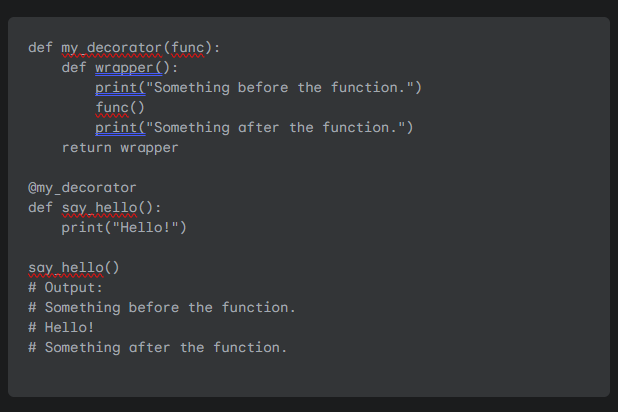 def my_decorator(func):
    def wrapper():
        print("Something before the function.")
        func()
        print("Something after the function.")
    return wrapper

@my_decorator
def say_hello():
    print("Hello!")

say_hello()
# Output:
# Something before the function.
# Hello!
# Something after the function.